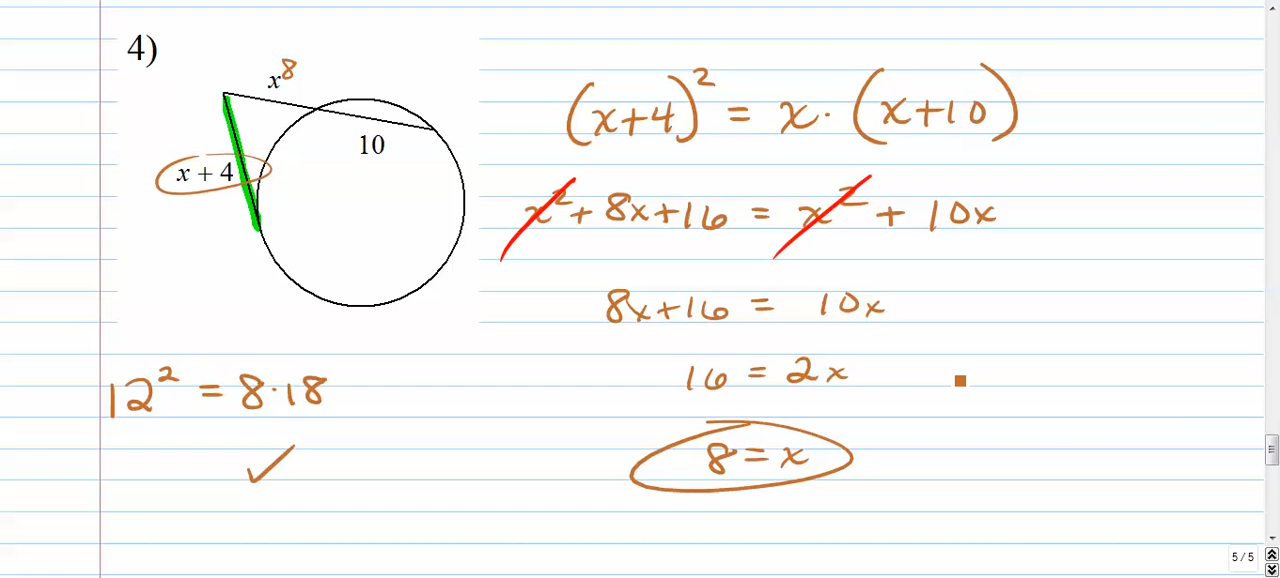 4)
x 8
10
x + 4
(x+4)² = x · (x+10)
x² + 8x+16 = x² + 10x
8x+16 = 10x
16 = 2x
8 = x
12² = 8·18
✓
5 / 5